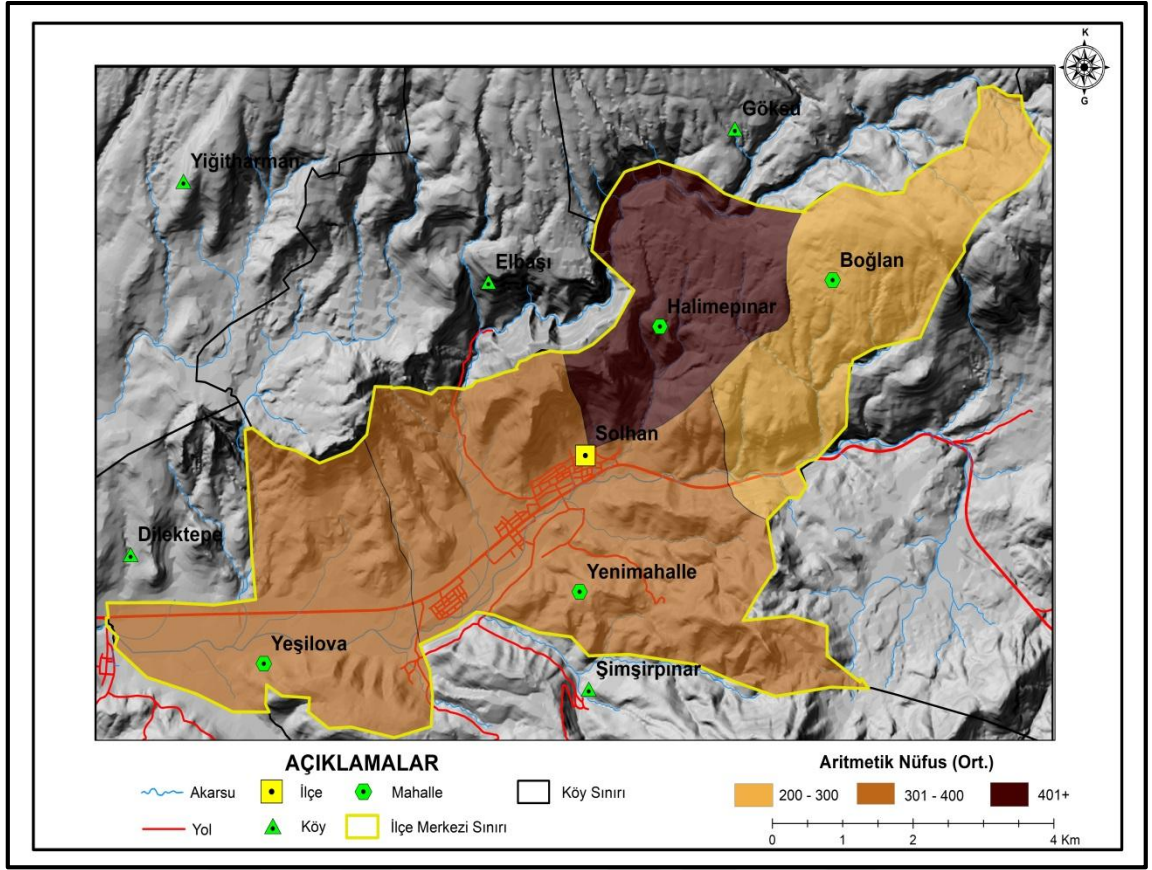 K
G
Göksu
Yiğitharman
Elbaşı
Boğlan
Halimepınar
Solhan
Dilektepe
Yenimahalle
Yeşilova
Şimşirpınar
AÇIKLAMALAR
Akarsu
İlçe
Mahalle
Köy Sınırı
Yol
Köy
İlçe Merkezi Sınırı
Aritmetik Nüfus (Ort.)
200 - 300
301 - 400
401+
0 1 2 4 Km